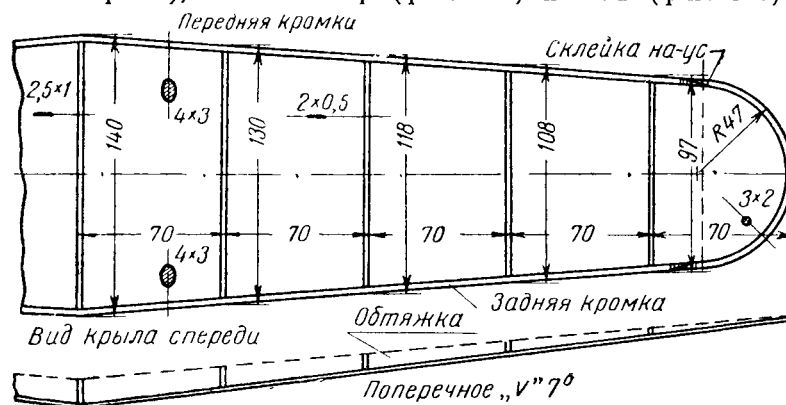 Передняя кромки
Склейка на-ус
2,5×1
4×3
2×0,5
140
130
118
108
97
R47
3×2
70
70
70
70
70
4×3
Вид крыла спереди
Обтяжка
Задняя кромка
Поперечное „V" 7°